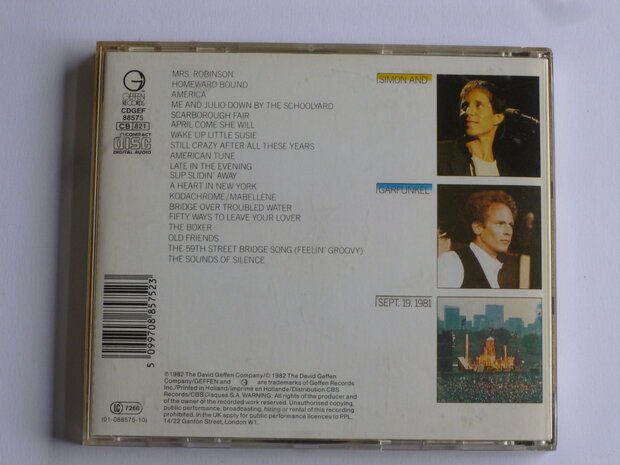 GEFFEN
RECORDS
CDGEF
88575
CB 821
COMPACT
disc
DIGITAL AUDIO
MRS. ROBINSON
HOMEWARD BOUND
AMERICA
ME AND JULIO DOWN BY THE SCHOOLYARD
SCARBOROUGH FAIR
APRIL COME SHE WILL
WAKE UP LITTLE SUSIE
STILL CRAZY AFTER ALL THESE YEARS
AMERICAN TUNE
LATE IN THE EVENING
SLIP SLIDIN' AWAY
A HEART IN NEW YORK
KODACHROME/MABELLENE
BRIDGE OVER TROUBLED WATER
FIFTY WAYS TO LEAVE YOUR LOVER
THE BOXER
OLD FRIENDS
THE 59TH STREET BRIDGE SONG (FEELIN' GROOVY)
THE SOUNDS OF SILENCE
SIMON AND
GARFUNKEL
SEPT. 19, 1981
5 099708 857523
℗1982 The David Geffen Company/© 1982 The David Geffen
Company/GEFFEN and G are trademarks of Geffen Records
Inc./Printed in Holland/Imprimé en Hollande/Distribution CBS
Records/CBS Disques S.A. WARNING: All rights of the producer and
of the owner of the recorded work reserved. Unauthorised copying,
public performance, broadcasting, hiring or rental of this recording
prohibited. In the UK apply for public performance licences to PPL,
14/22 Ganton Street, London W1.
LC 7266
(01-088575-10)